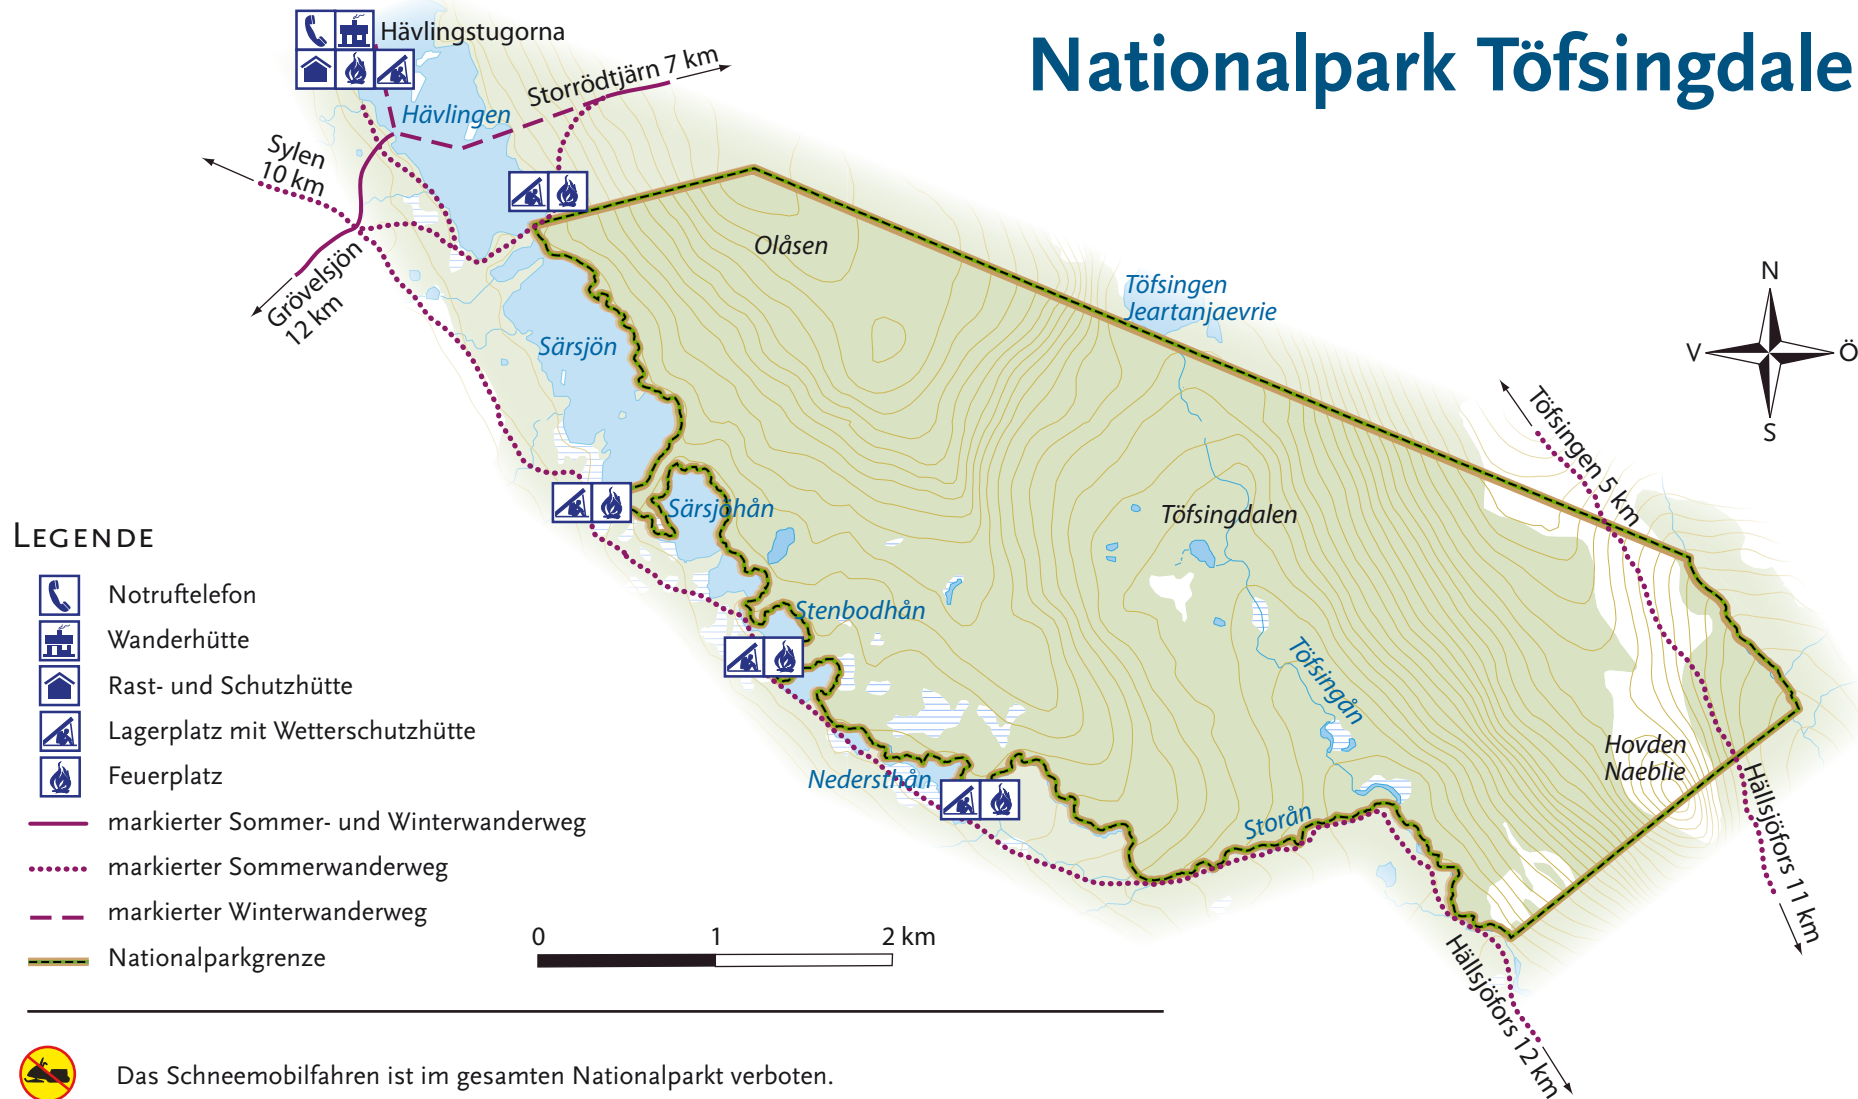 Nationalpark Töfsingdale
Hävlingstugorna
Storrödtjärn 7 km
Hävlingen
Sylen
10 km
Grövelsjön
12 km
Olåsen
Töfsingen
Jeartanjaevrie
Särsjön
N
V
Ö
S
Töfsingen 5 km
Särsjöhån
Töfsingdalen
Stenbodhån
Töfsingån
Hovden
Naeblie
Nedersthån
Storån
Hällsjöfors 11 km
Hällsjöfors 12 km
LEGENDE
Notruftelefon
Wanderhütte
Rast- und Schutzhütte
Lagerplatz mit Wetterschutzhütte
Feuerplatz
markierter Sommer- und Winterwanderweg
markierter Sommerwanderweg
markierter Winterwanderweg
Nationalparkgrenze
0 1 2 km
Das Schneemobilfahren ist im gesamten Nationalparkt verboten.